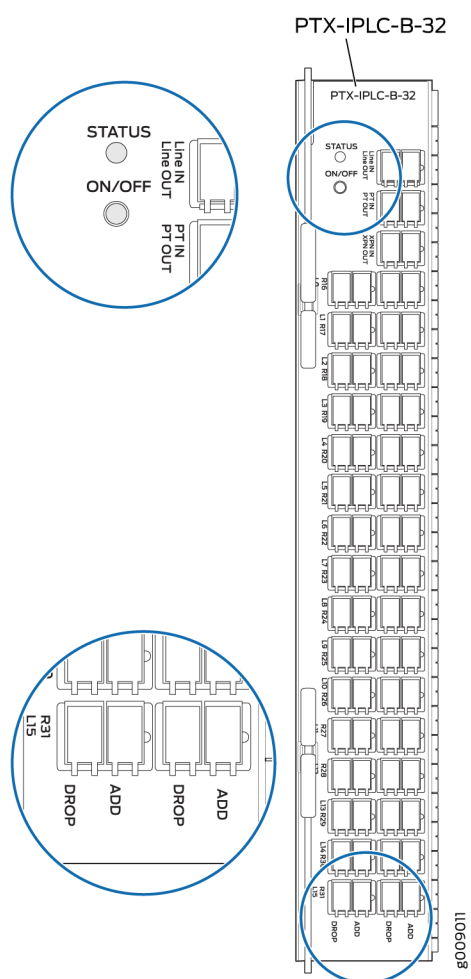 PTX-IPLC-B-32
PTX-IPLC-B-32
STATUS
ON/OFF
Line IN
Line OUT
PT IN
PT OUT
STATUS
ON/OFF
Line IN
Line OUT
PT IN
PT OUT
XPN IN
XPN OUT
R16
L1 R17
L2 R18
L3 R19
L4 R20
L5 R21
L6 R22
L7 R23
L8 R24
L9 R25
L10 R26
R27
R28
L13 R29
L14 R30
R31
L15
DROP ADD DROP ADD
R31
L15
DROP ADD DROP ADD
g009011